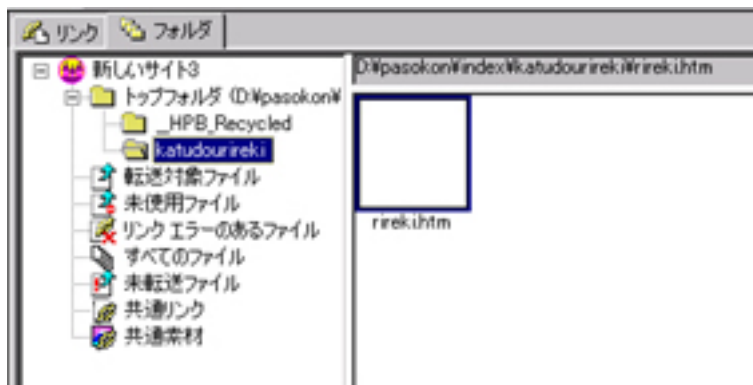 リンク フォルダ
新しいサイト3
トップフォルダ (D:¥pasokon¥
_HPB_Recycled
katudourireki
転送対象ファイル
未使用ファイル
リンク エラーのあるファイル
すべてのファイル
未転送ファイル
共通リンク
共通素材
D:¥pasokon¥index¥katudourireki¥rireki.htm
rireki.htm